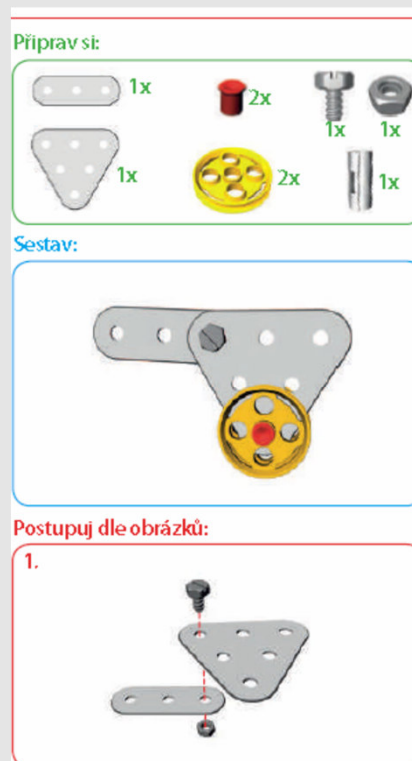 Připrav si:
1x 2x 1x 1x
1x 2x 1x
Sestav:
Postupuj dle obrázků:
1.